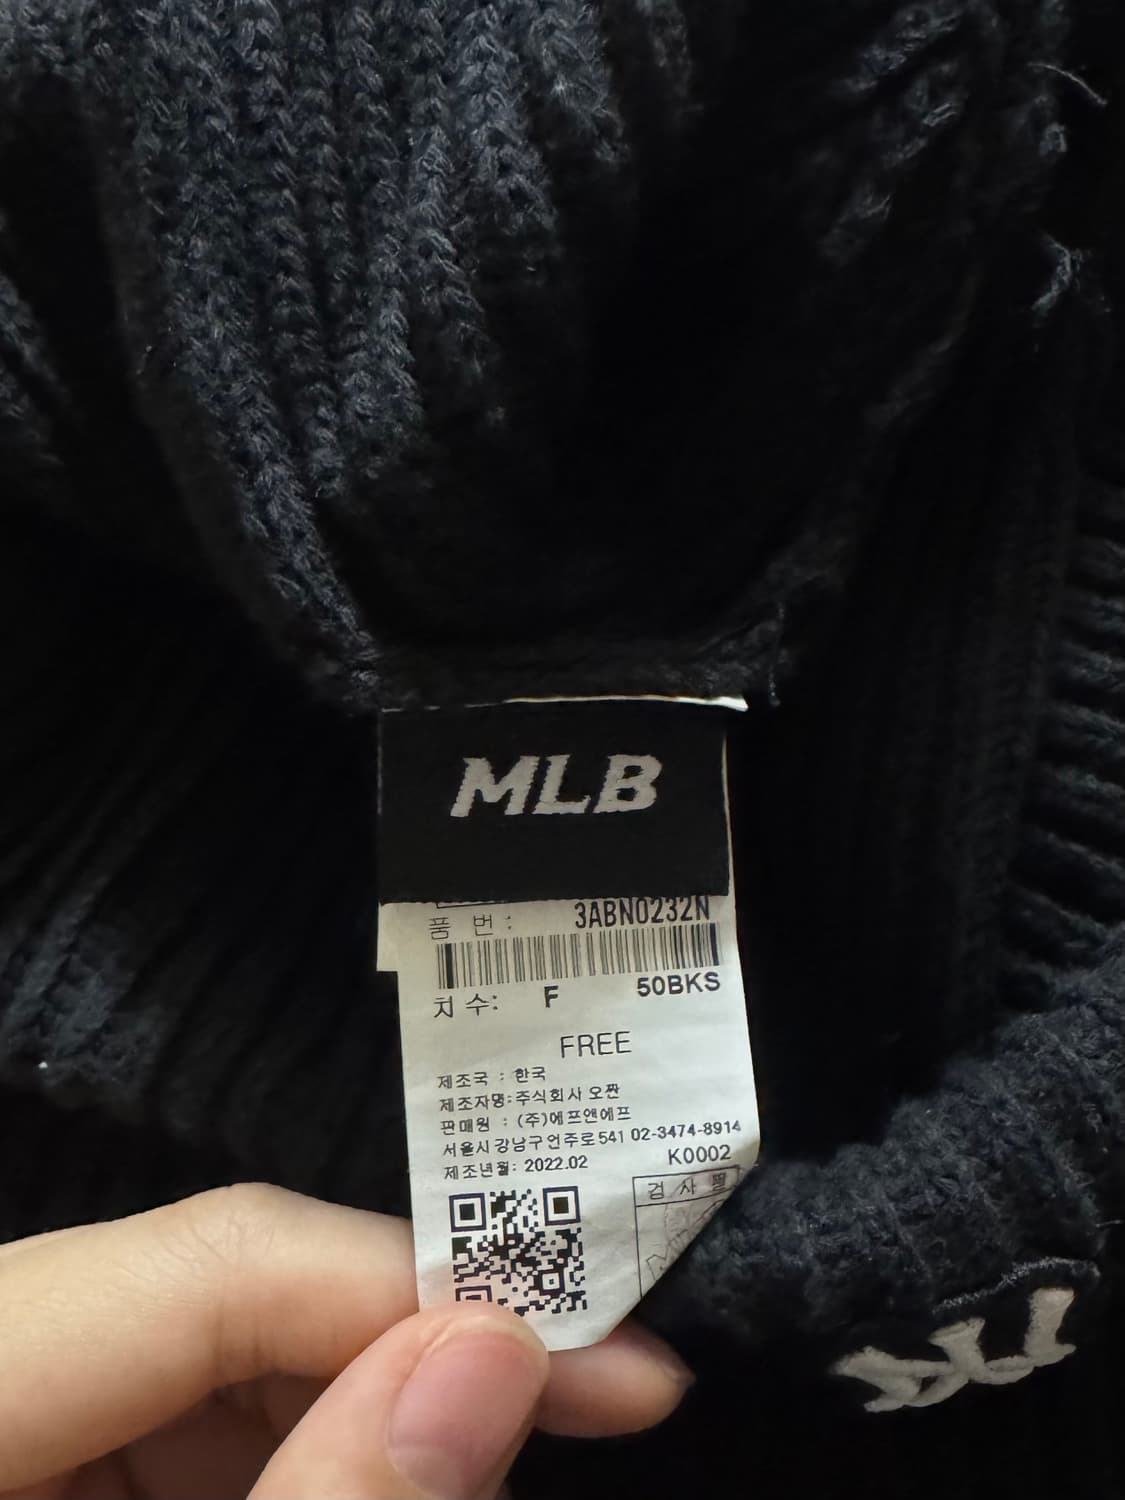 MLB
품 번: 3ABN0232N
치 수: F 50BKS
FREE
제조국 : 한국
제조자명:주식회사 오짠
판매원 : (주)에프앤에프
서울시 강남구 언주로541 02-3474-8914
제조년월: 2022.02 K0002
검 사 필